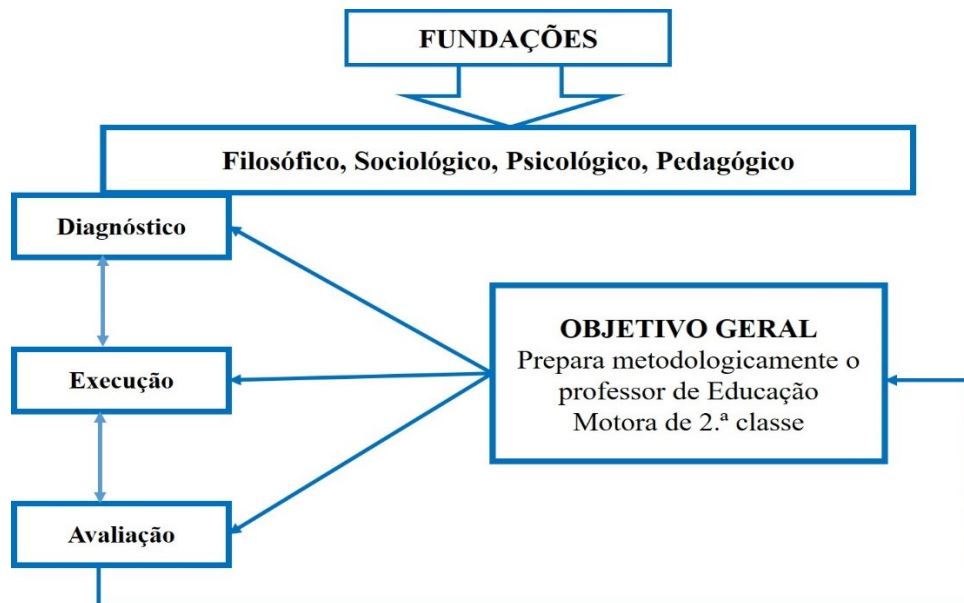 FUNDAÇÕES
Filosófico, Sociológico, Psicológico, Pedagógico
Diagnóstico
Execução
Avaliação
OBJETIVO GERAL
Prepara metodologicamente o
professor de Educação
Motora de 2.ª classe